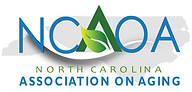 NCAOA
NORTH CAROLINA
ASSOCIATION ON AGING